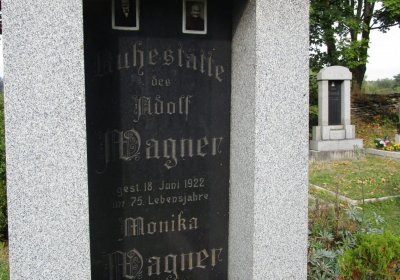 Ruhestätte
des
Adolf
Wagner
gest. 18. Juni 1922
im 75. Lebensjahre
Monika
Wagner